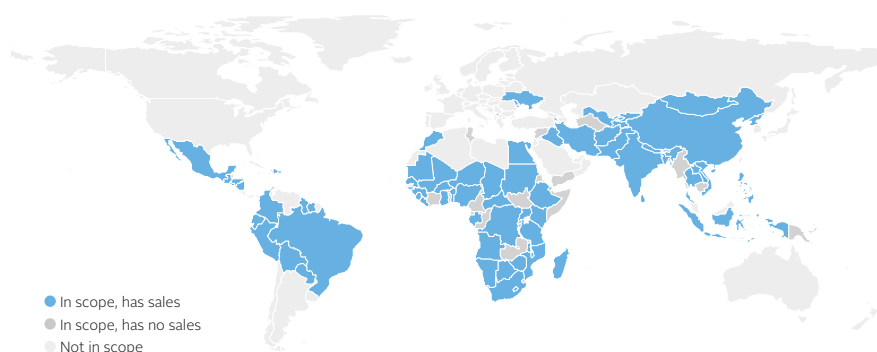 In scope, has sales
In scope, has no sales
Not in scope